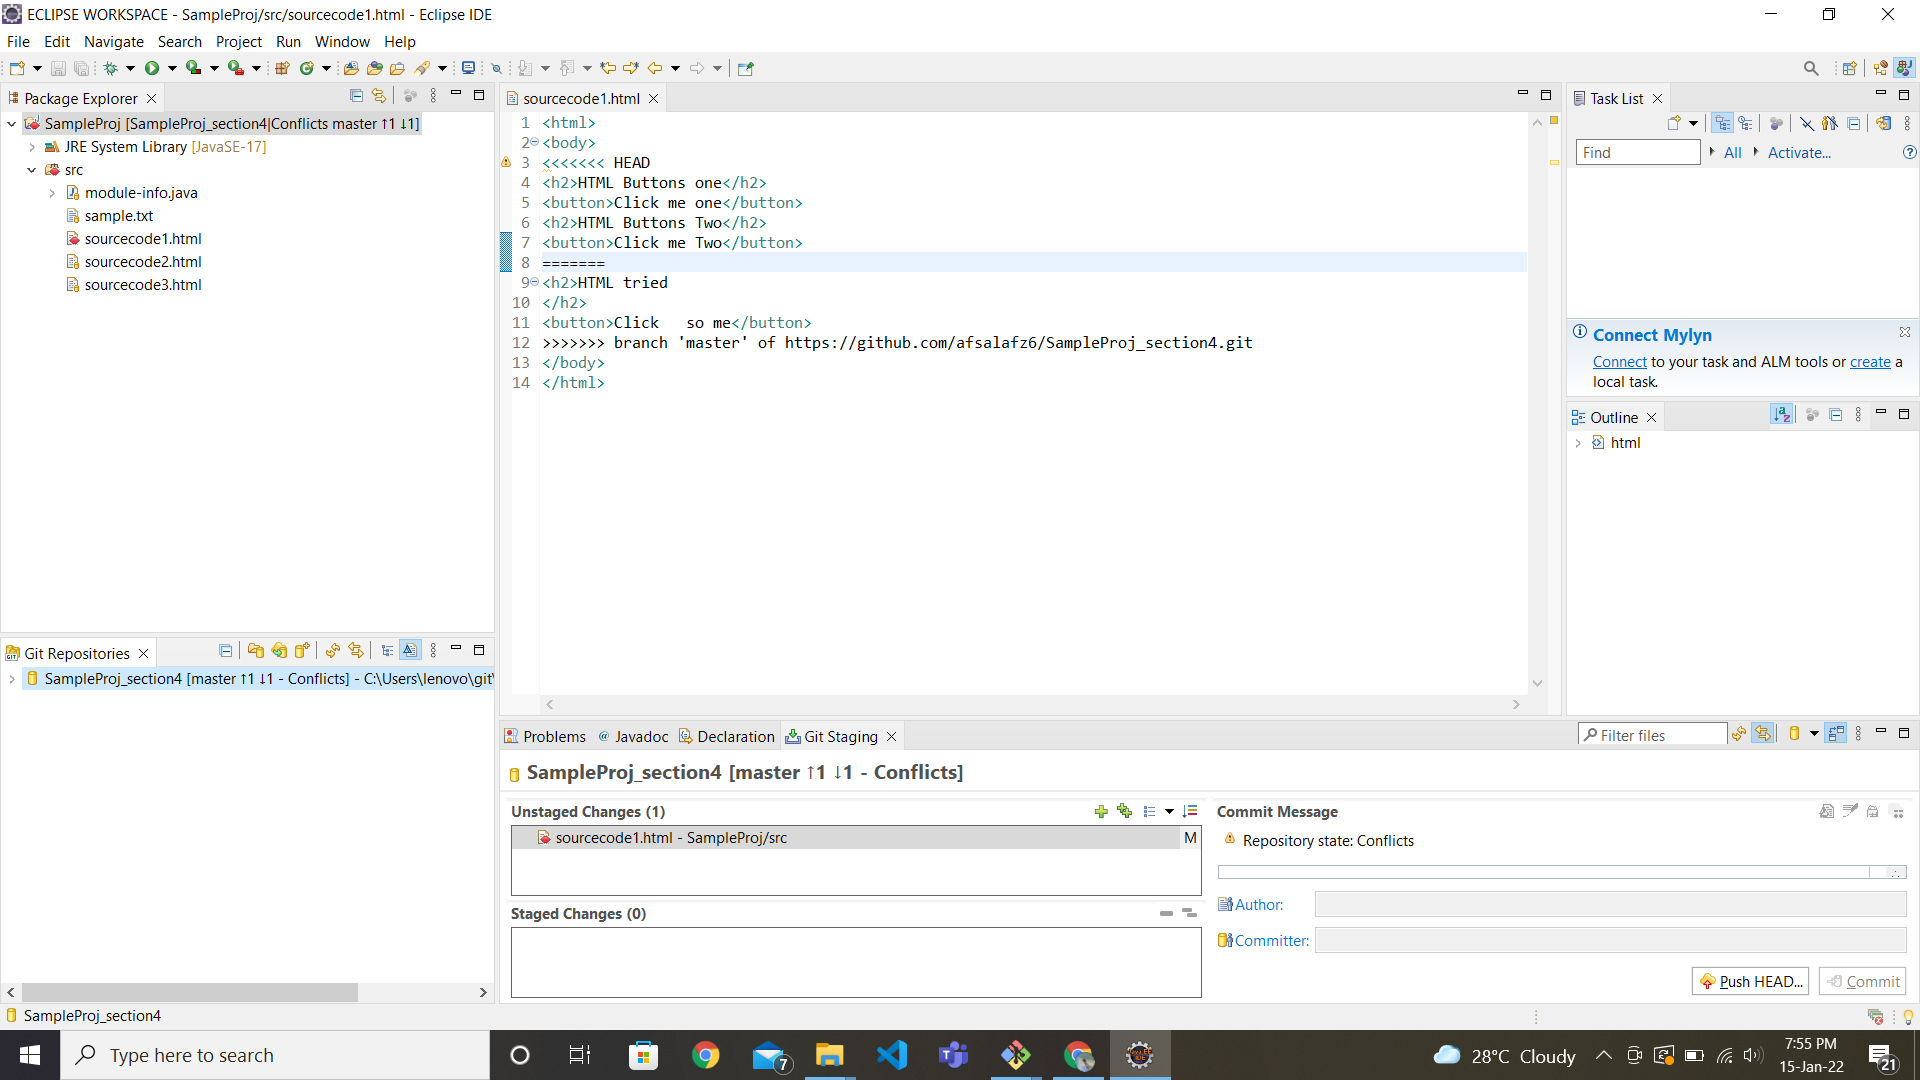 ECLIPSE WORKSPACE - SampleProj/src/sourcecode1.html - Eclipse IDE
File Edit Navigate Search Project Run Window Help
Package Explorer
SampleProj [SampleProj_section4|Conflicts master ↑1 ↓1]
JRE System Library [JavaSE-17]
src
module-info.java
sample.txt
sourcecode1.html
sourcecode2.html
sourcecode3.html
Git Repositories
SampleProj_section4 [master ↑1 ↓1 - Conflicts] - C:\Users\lenovo\git\
sourcecode1.html
1 <html>
2 <body>
3 <<<<<<< HEAD
4 <h2>HTML Buttons one</h2>
5 <button>Click me one</button>
6 <h2>HTML Buttons Two</h2>
7 <button>Click me Two</button>
8 =======
9 <h2>HTML tried
10 </h2>
11 <button>Click   so me</button>
12 >>>>>>> branch 'master' of https://github.com/afsalafz6/SampleProj_section4.git
13 </body>
14 </html>
Task List
Find All Activate...
Connect Mylyn
Connect to your task and ALM tools or create a
local task.
Outline
html
Problems @ Javadoc Declaration Git Staging
Filter files
SampleProj_section4 [master ↑1 ↓1 - Conflicts]
Unstaged Changes (1)
sourcecode1.html - SampleProj/src M
Staged Changes (0)
Commit Message
Repository state: Conflicts
Author:
Committer:
Push HEAD... Commit
SampleProj_section4
Type here to search
7
28°C Cloudy
7:55 PM
15-Jan-22
21